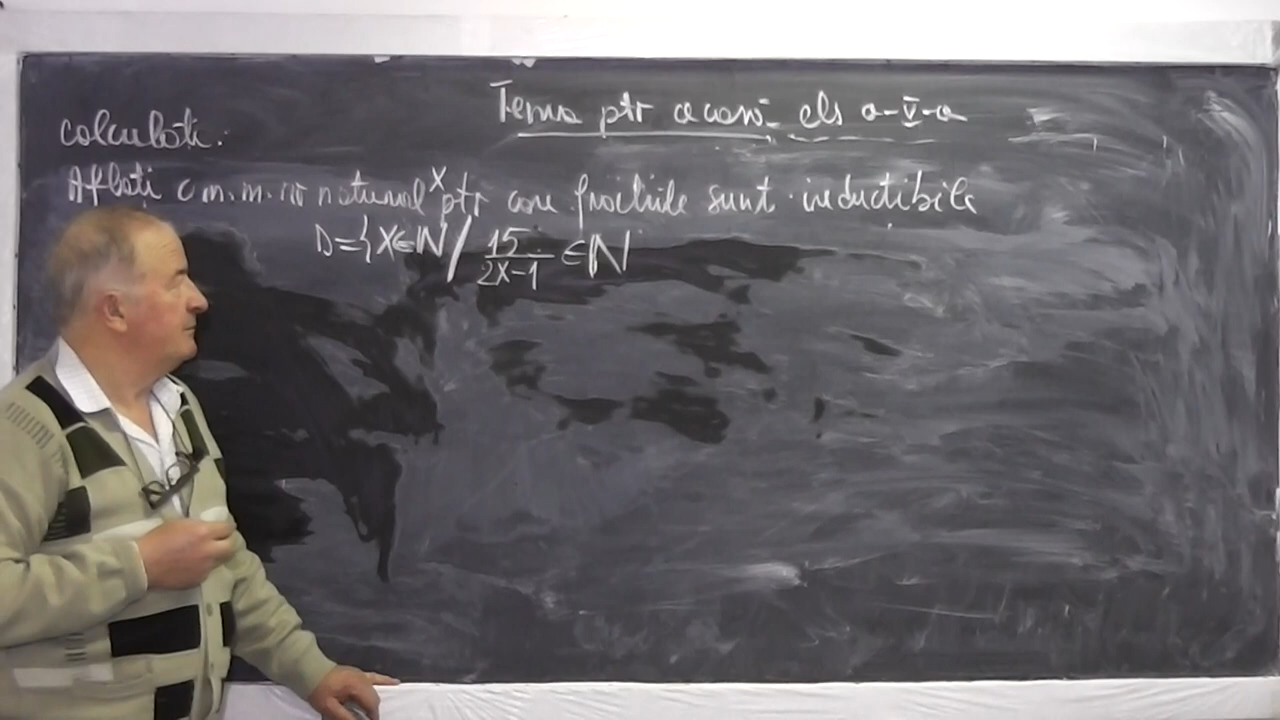 Tema ptr acasă cls a-V-a
Calculați:
Aflați c m.m. nr natural x ptr care fracțiile sunt ireductibile
D={x∈ℕ / 15/(2x-1) ∈ℕ